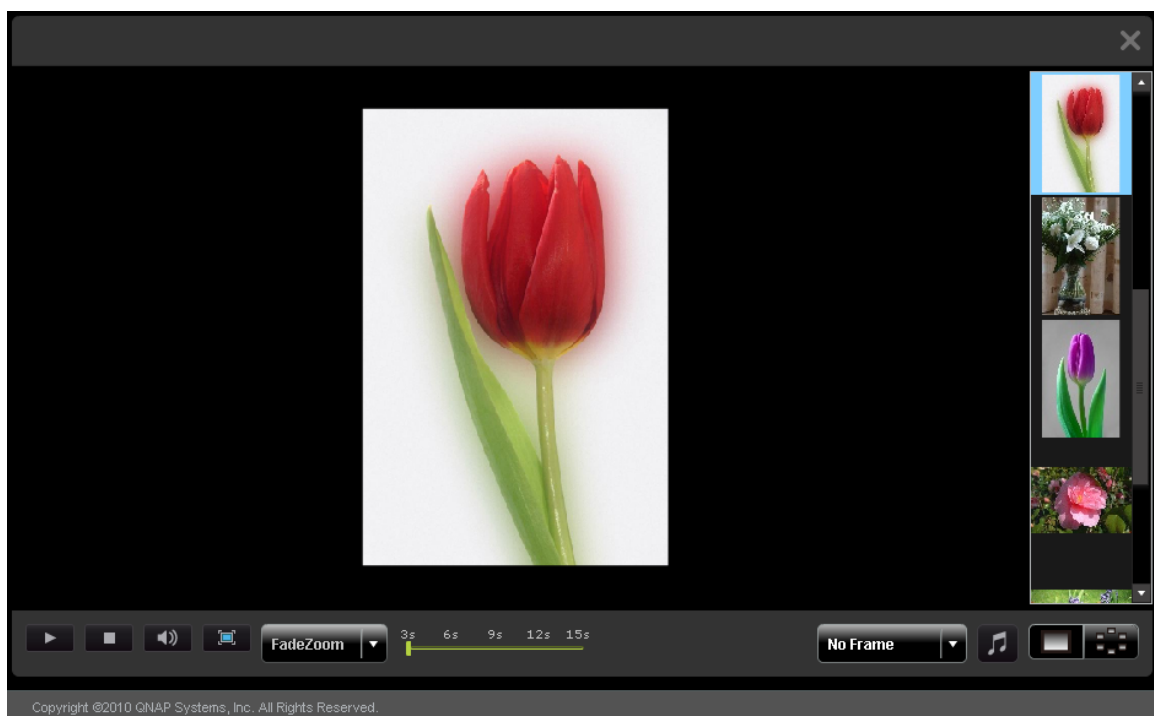 FadeZoom
3s 6s 9s 12s 15s
No Frame
Copyright ©2010 QNAP Systems, Inc. All Rights Reserved.